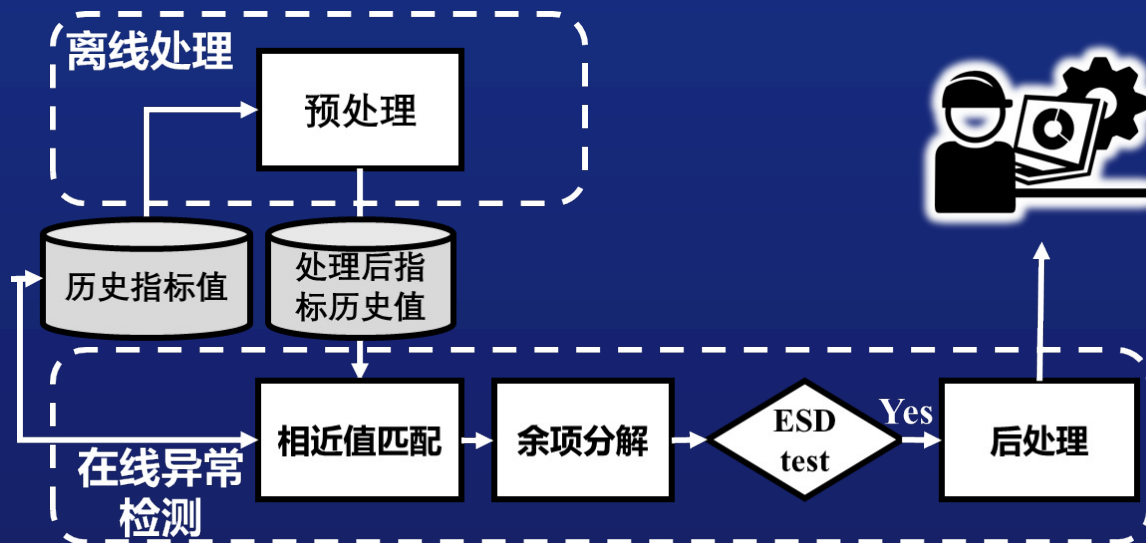 离线处理
预处理
历史指标值
处理后指
标历史值
相近值匹配
余项分解
ESD
test
Yes
后处理
在线异常
检测